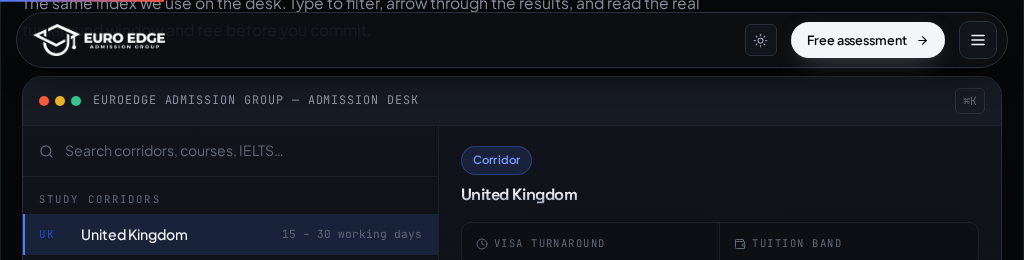 The same index we use on the desk. Type to filter, arrow through the results, and read the real
and fee before you commit.
EURO EDGE
ADMISSION GROUP
Free assessment →
EUROEDGE ADMISSION GROUP — ADMISSION DESK
⌘K
Search corridors, courses, IELTS…
STUDY CORRIDORS
UK United Kingdom 15 – 30 working days
Corridor
United Kingdom
VISA TURNAROUND
TUITION BAND